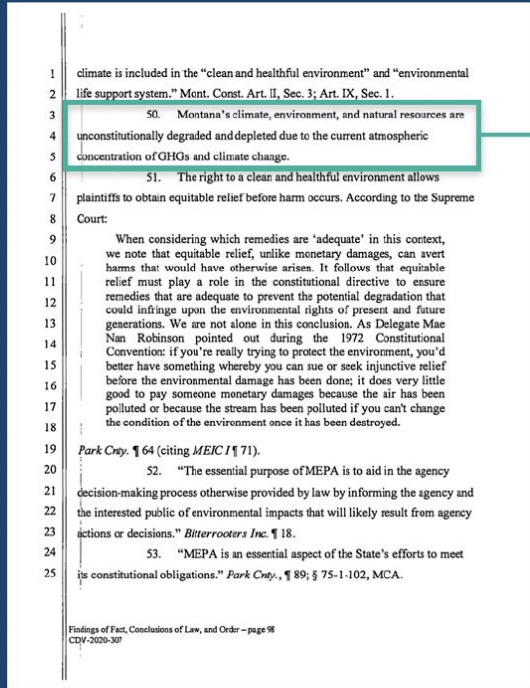 1 climate is included in the “clean and healthful environment” and “environmental
2 life support system.” Mont. Const. Art. II, Sec. 3; Art. IX, Sec. 1.
3 50. Montana’s climate, environment, and natural resources are
4 unconstitutionally degraded and depleted due to the current atmospheric
5 concentration of GHGs and climate change.
6 51. The right to a clean and healthful environment allows
7 plaintiffs to obtain equitable relief before harm occurs. According to the Supreme
8 Court:
9 When considering which remedies are ‘adequate’ in this context,
we note that equitable relief, unlike monetary damages, can avert
10 harms that would have otherwise arisen. It follows that equitable
11 relief must play a role in the constitutional directive to ensure
12 remedies that are adequate to prevent the potential degradation that
could infringe upon the environmental rights of present and future
13 generations. We are not alone in this conclusion. As Delegate Mae
14 Nan Robinson pointed out during the 1972 Constitutional
Convention: if you’re really trying to protect the environment, you’d
15 better have something whereby you can sue or seek injunctive relief
16 before the environmental damage has been done; it does very little
good to pay someone monetary damages because the air has been
17 polluted or because the stream has been polluted if you can't change
18 the condition of the environment once it has been destroyed.
19 Park Cnty. ¶ 64 (citing MEIC I ¶ 71).
20 52. “The essential purpose of MEPA is to aid in the agency
21 decision-making process otherwise provided by law by informing the agency and
22 the interested public of environmental impacts that will likely result from agency
23 actions or decisions.” Bitterrooters Inc. ¶ 18.
24 53. “MEPA is an essential aspect of the State’s efforts to meet
25 its constitutional obligations.” Park Cnty., ¶ 89; § 75-1-102, MCA.
Findings of Fact, Conclusions of Law, and Order – page 98
CDV-2020-307